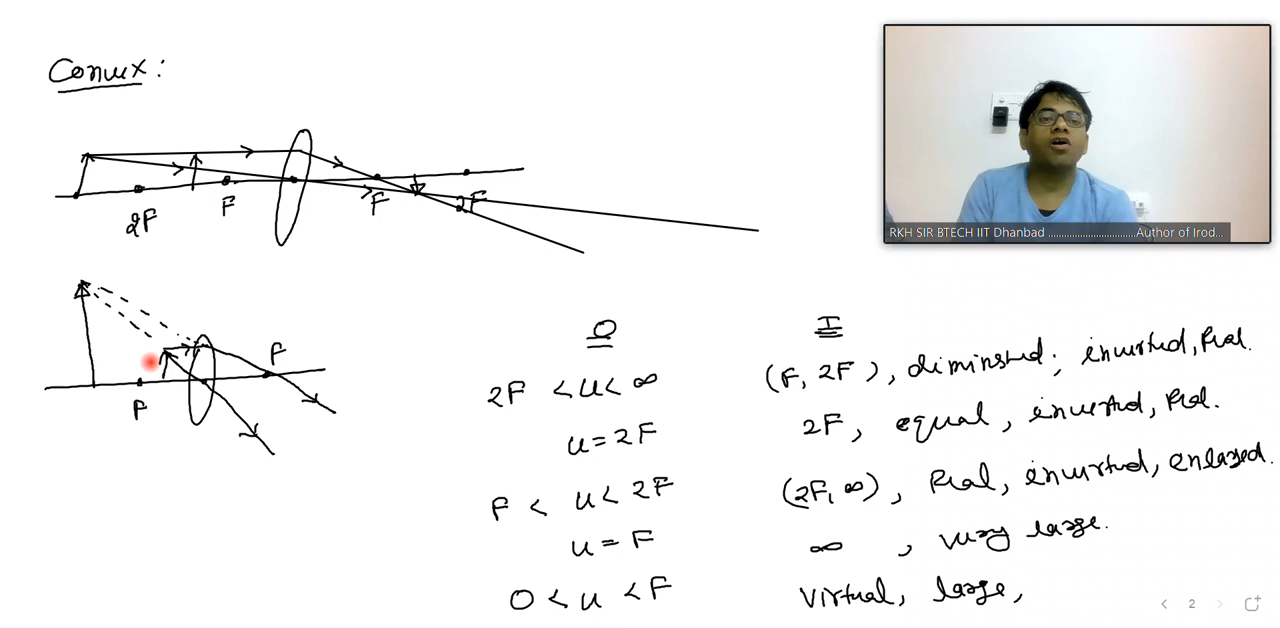 Convex:
RKH SIR BTECH IIT Dhanbad ..................................Author of Irod...
2F F F 2F
F
F
O I
2F < u < ∞ (F, 2F), diminshed; inverted, Real.
u = 2F 2F, equal, inverted, Real.
F < u < 2F (2F, ∞), Real, inverted, enlarged.
u = F ∞, very large.
0 < u < F Virtual, large,
2